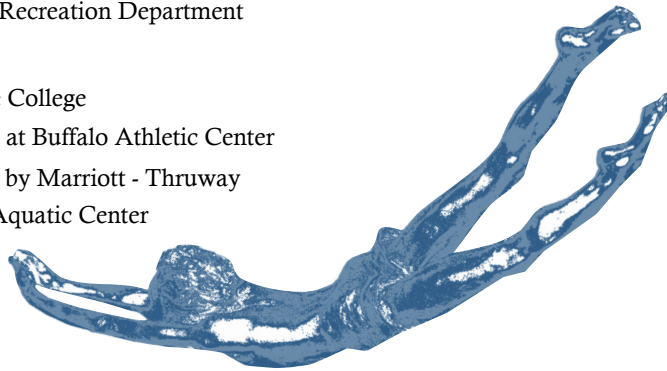 Recreation Department
College
at Buffalo Athletic Center
by Marriott - Thruway
Aquatic Center